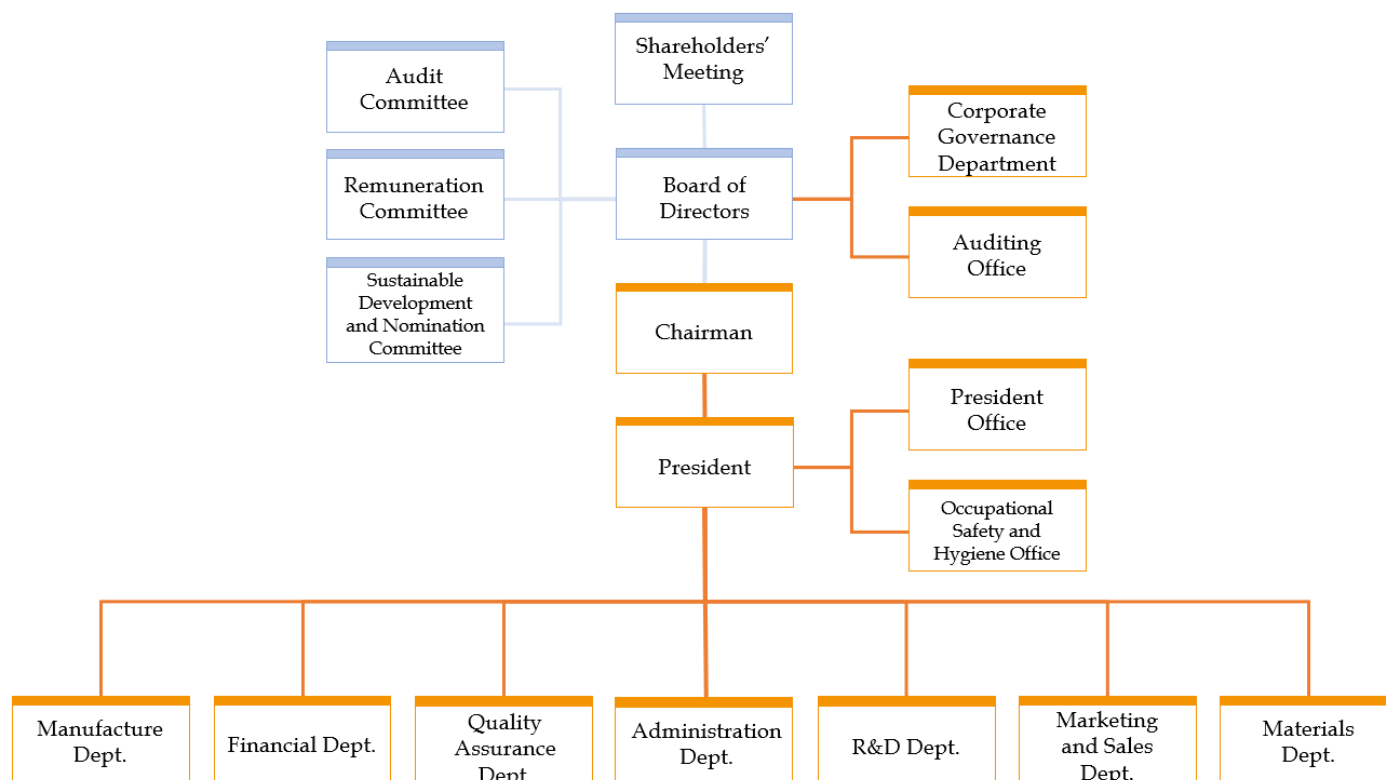 Shareholders'
Meeting
Audit
Committee
Corporate
Governance
Department
Remuneration
Committee
Board of
Directors
Auditing
Office
Sustainable
Development
and Nomination
Committee
Chairman
President
Office
President
Occupational
Safety and
Hygiene Office
Manufacture
Dept.
Financial Dept.
Quality
Assurance
Dept
Administration
Dept.
R&D Dept.
Marketing
and Sales
Dept.
Materials
Dept.